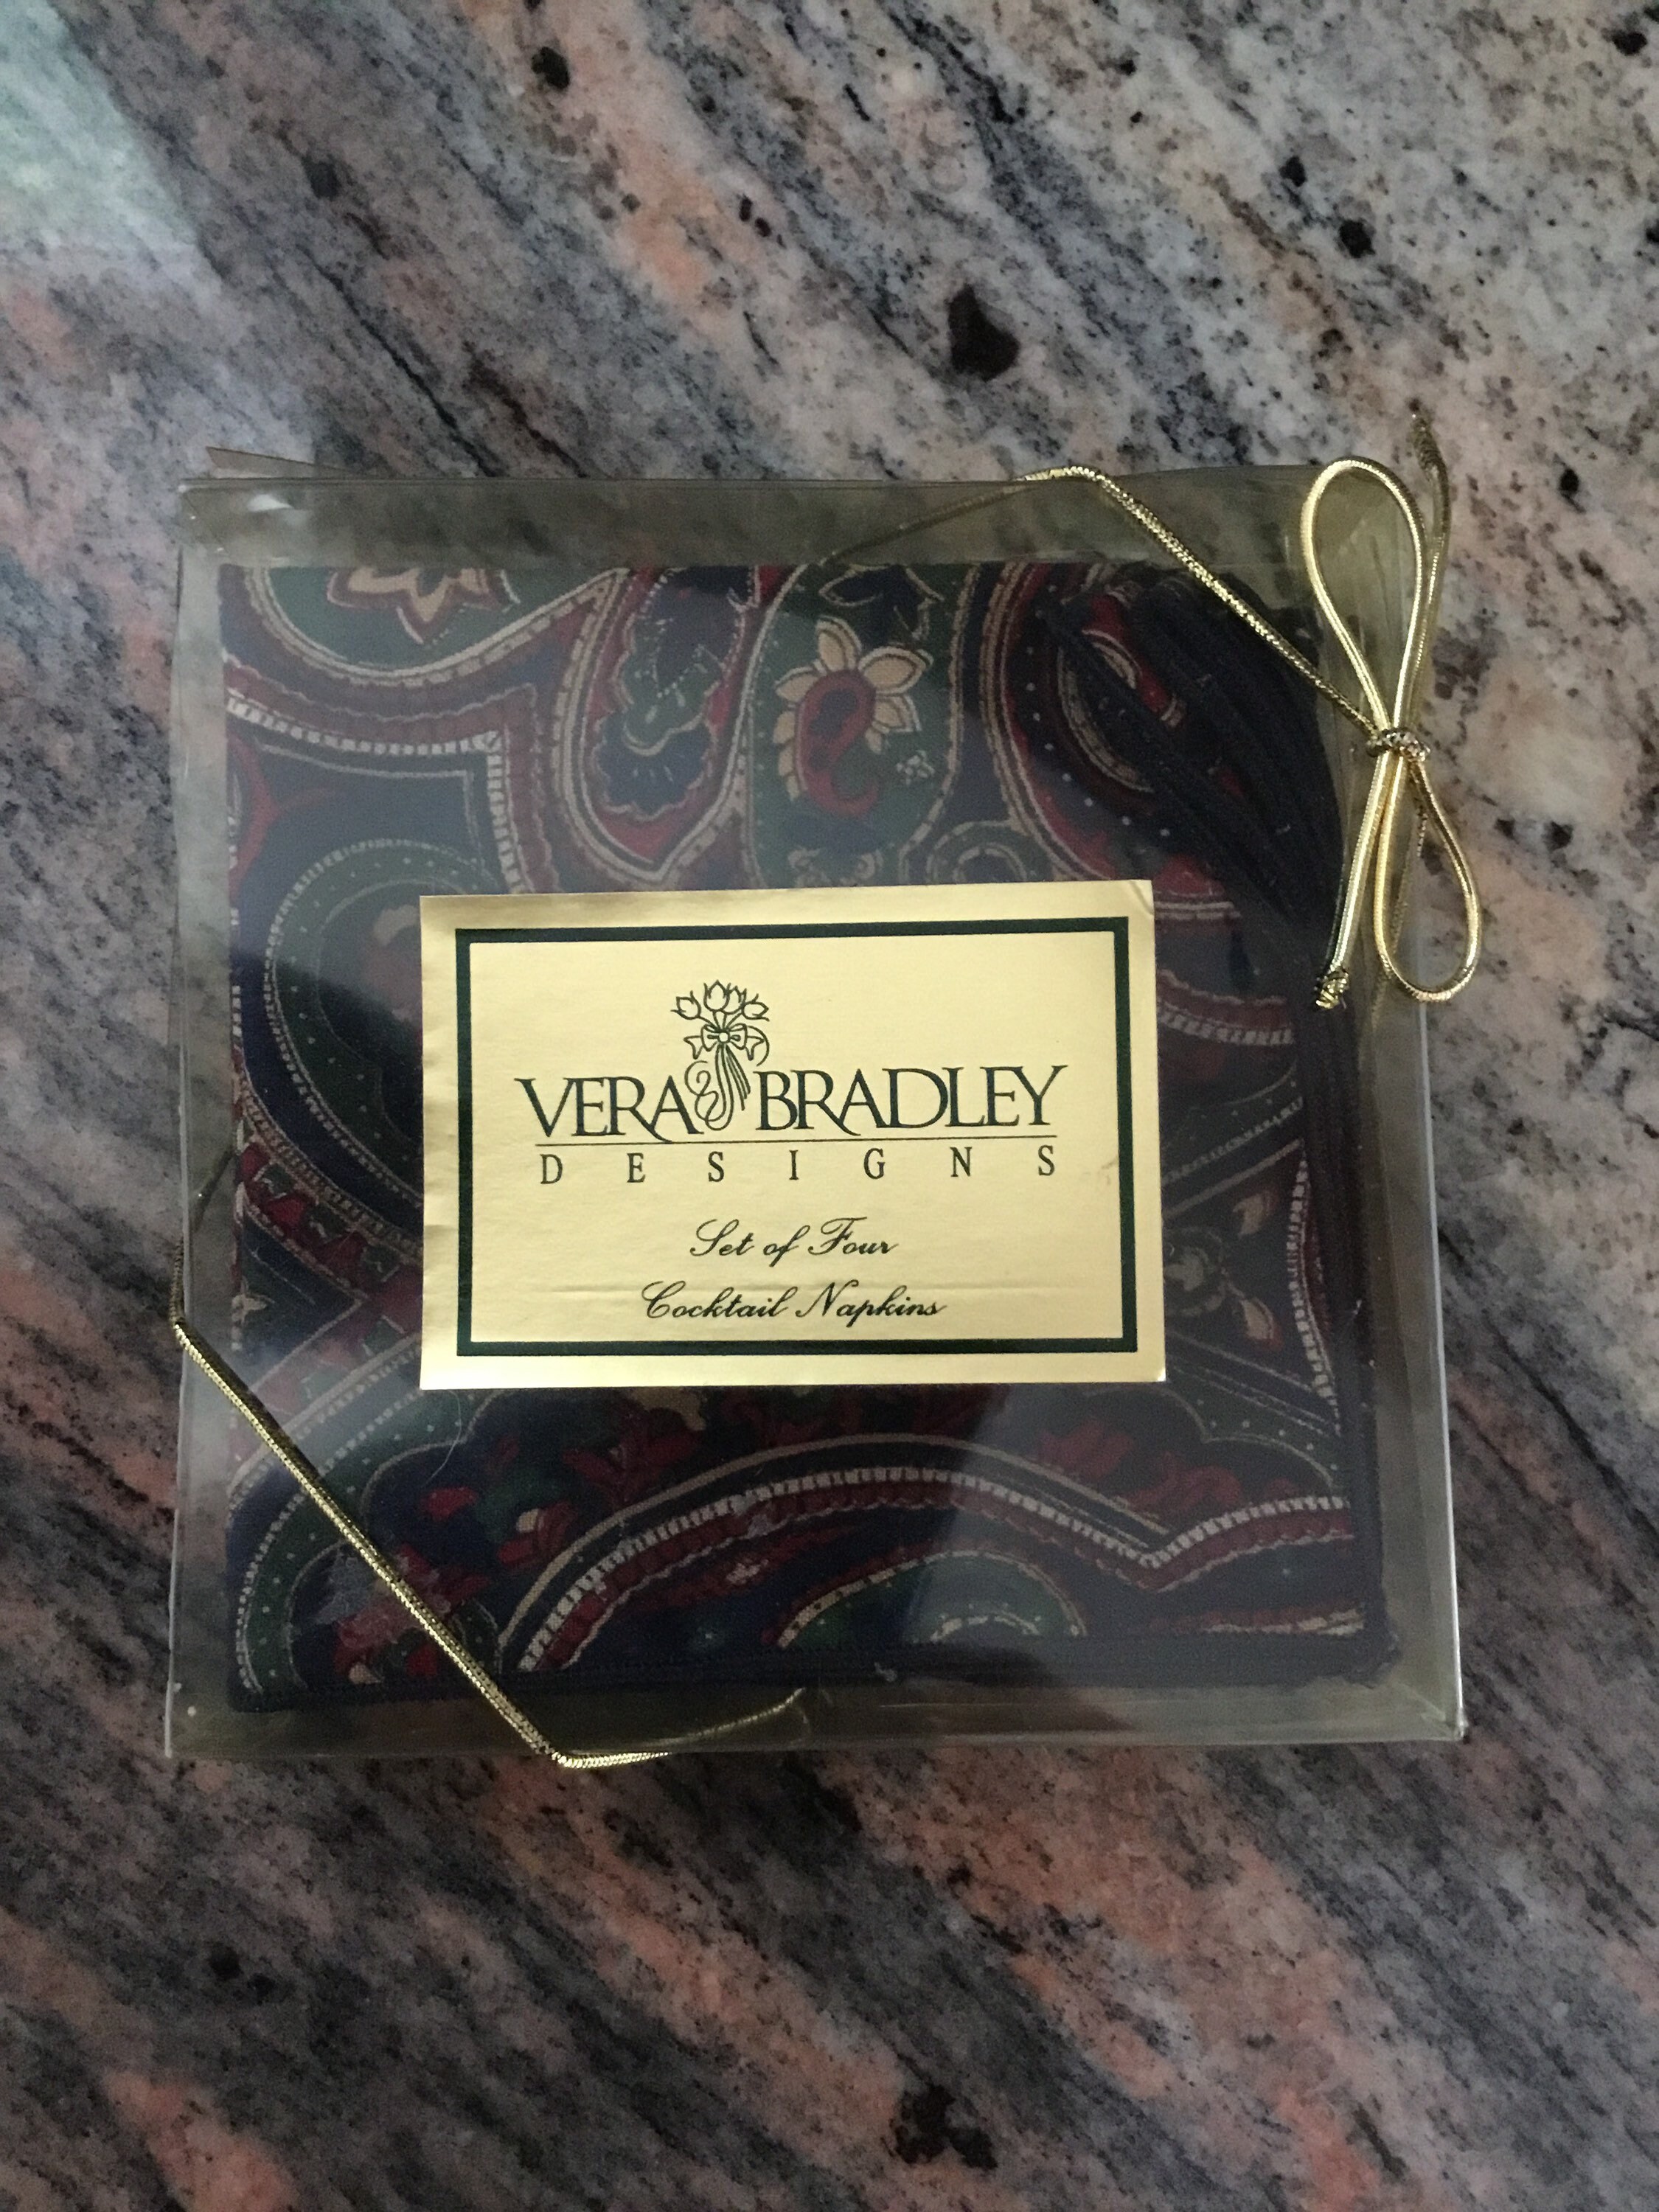 VERA BRADLEY
DESIGNS
Set of Four
Cocktail Napkins